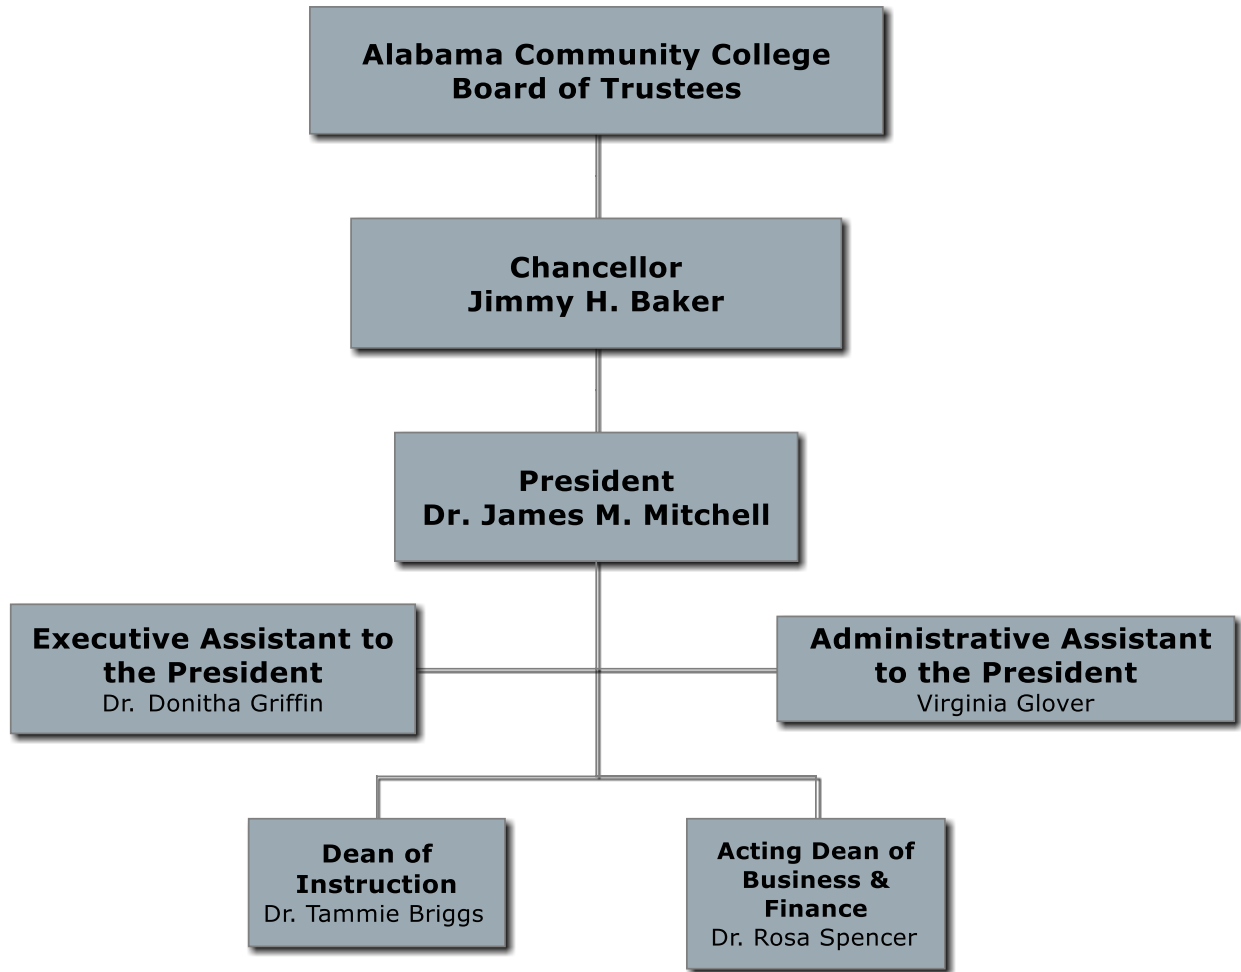 Alabama Community College
Board of Trustees
Chancellor
Jimmy H. Baker
President
Dr. James M. Mitchell
Executive Assistant to
the President
Dr. Donitha Griffin
Administrative Assistant
to the President
Virginia Glover
Dean of
Instruction
Dr. Tammie Briggs
Acting Dean of
Business &
Finance
Dr. Rosa Spencer